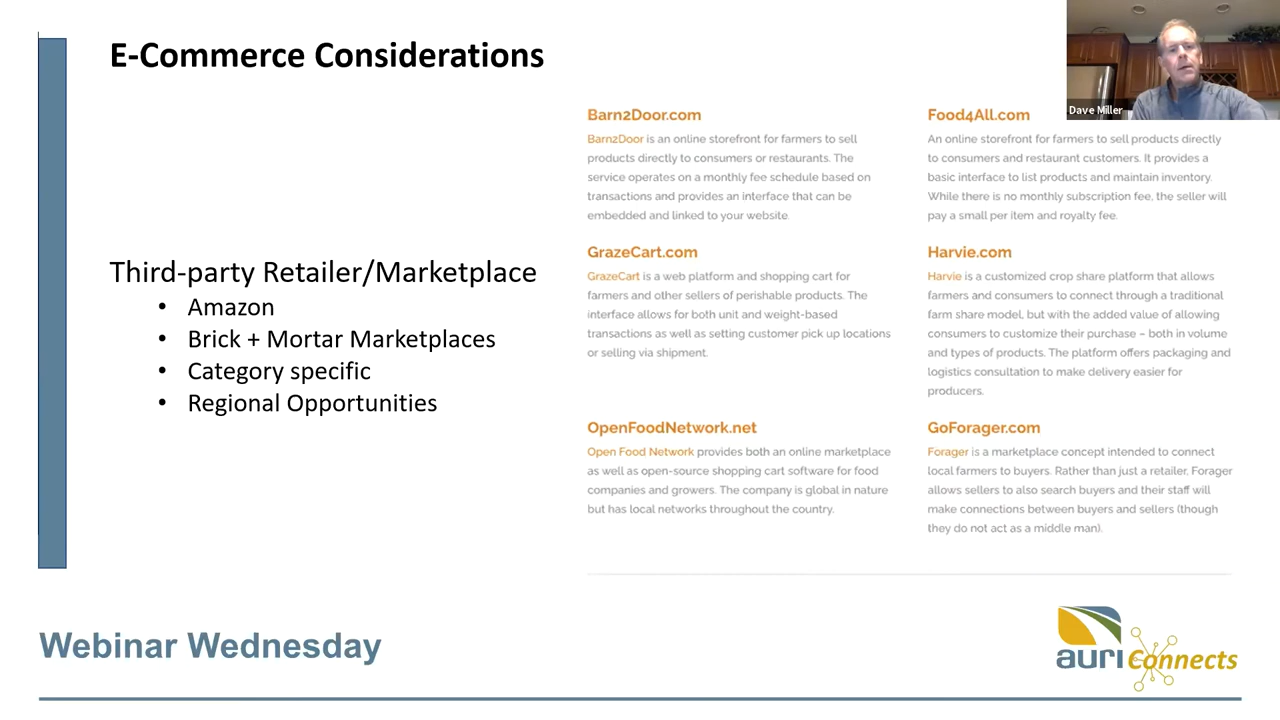 E-Commerce Considerations
Dave Miller
Third-party Retailer/Marketplace
• Amazon
• Brick + Mortar Marketplaces
• Category specific
• Regional Opportunities
Barn2Door.com
Barn2Door is an online storefront for farmers to sell
products directly to consumers or restaurants. The
service operates on a monthly fee schedule based on
transactions and provides an interface that can be
embedded and linked to your website.
Food4All.com
An online storefront for farmers to sell products directly
to consumers and restaurant customers. It provides a
basic interface to list products and maintain inventory.
While there is no monthly subscription fee, the seller will
pay a small per item and royalty fee.
GrazeCart.com
GrazeCart is a web platform and shopping cart for
farmers and other sellers of perishable products. The
interface allows for both unit and weight-based
transactions as well as setting customer pick up locations
or selling via shipment.
Harvie.com
Harvie is a customized crop share platform that allows
farmers and consumers to connect through a traditional
farm share model, but with the added value of allowing
consumers to customize their purchase – both in volume
and types of products. The platform offers packaging and
logistics consultation to make delivery easier for
producers.
OpenFoodNetwork.net
Open Food Network provides both an online marketplace
as well as open-source shopping cart software for food
companies and growers. The company is global in nature
but has local networks throughout the country.
GoForager.com
Forager is a marketplace concept intended to connect
local farmers to buyers. Rather than just a retailer, Forager
allows sellers to also search buyers and their staff will
make connections between buyers and sellers (though
they do not act as a middle man).
Webinar Wednesday
auri Connects